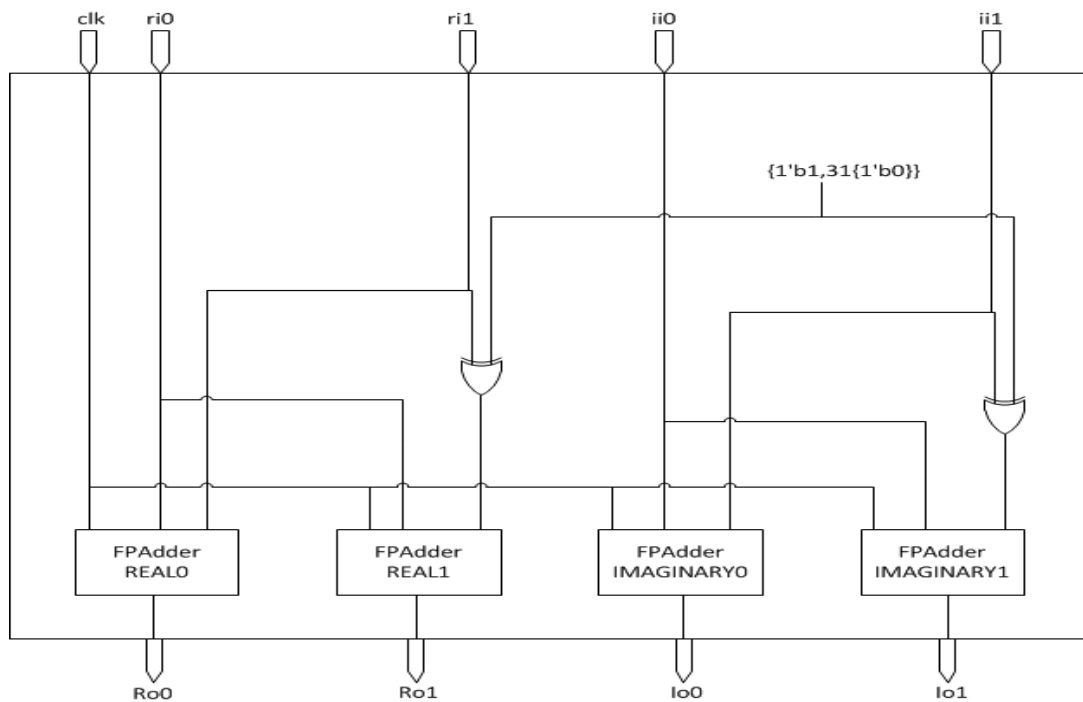 clk ri0 ri1 ii0 ii1
{1'b1,31{1'b0}}
FPAdder
REAL0
FPAdder
REAL1
FPAdder
IMAGINARY0
FPAdder
IMAGINARY1
Ro0 Ro1 Io0 Io1